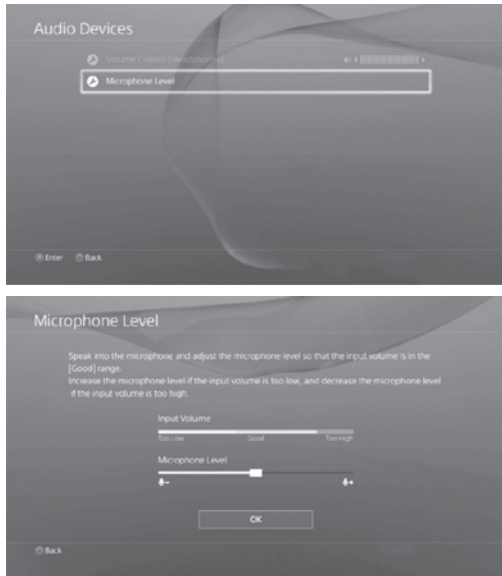 Audio Devices
Volume Control (Headphones)
Microphone Level
Enter Back
Microphone Level
Speak into the microphone and adjust the microphone level so that the input volume is in the
[Good] range.
Increase the microphone level if the input volume is too low, and decrease the microphone level
if the input volume is too high.
Input Volume
Too Low Good Too High
Microphone Level
- +
OK
Back